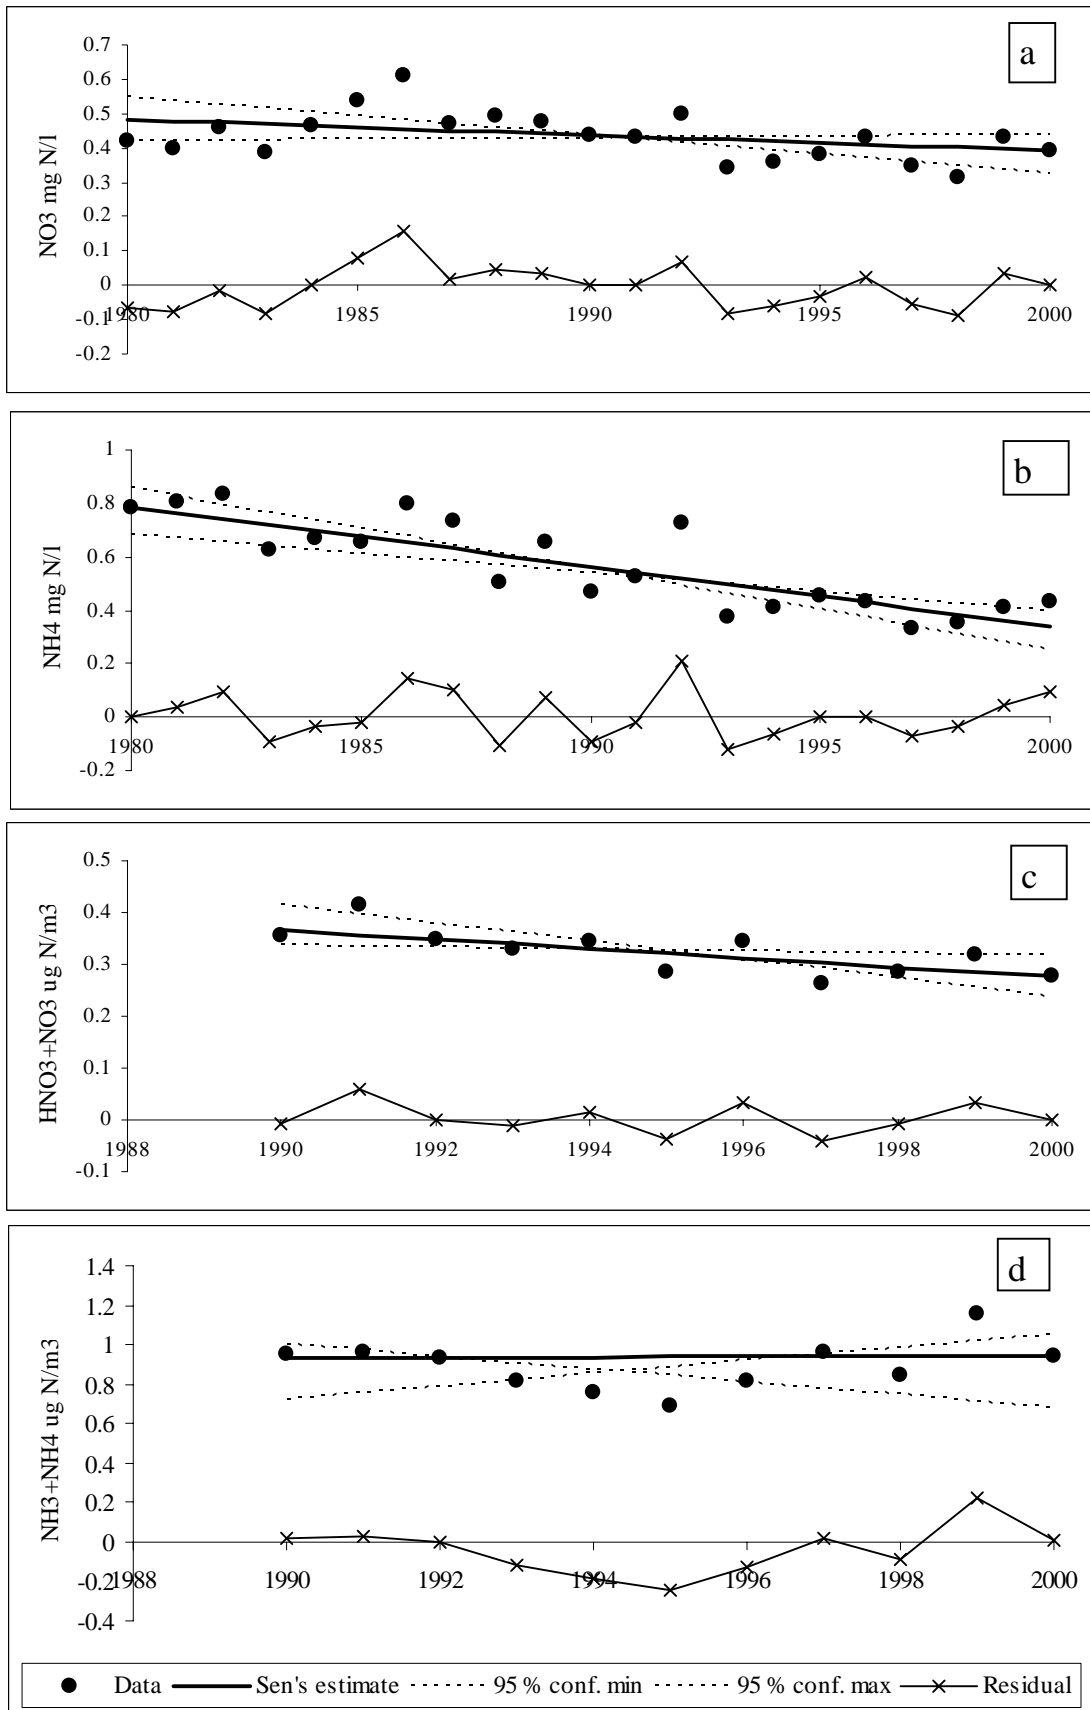 a
0.7
0.6
0.5
0.4
0.3
0.2
0.1
0
-0.1
-0.2
NO3 mg N/l
1980 1985 1990 1995 2000
b
1
0.8
0.6
0.4
0.2
0
-0.2
NH4 mg N/l
1980 1985 1990 1995 2000
c
0.5
0.4
0.3
0.2
0.1
0
-0.1
HNO3+NO3 ug N/m3
1988 1990 1992 1994 1996 1998 2000
d
1.4
1.2
1
0.8
0.6
0.4
0.2
0
-0.2
-0.4
NH3+NH4 ug N/m3
1988 1990 1992 1994 1996 1998 2000
Data Sen's estimate 95 % conf. min 95 % conf. max Residual